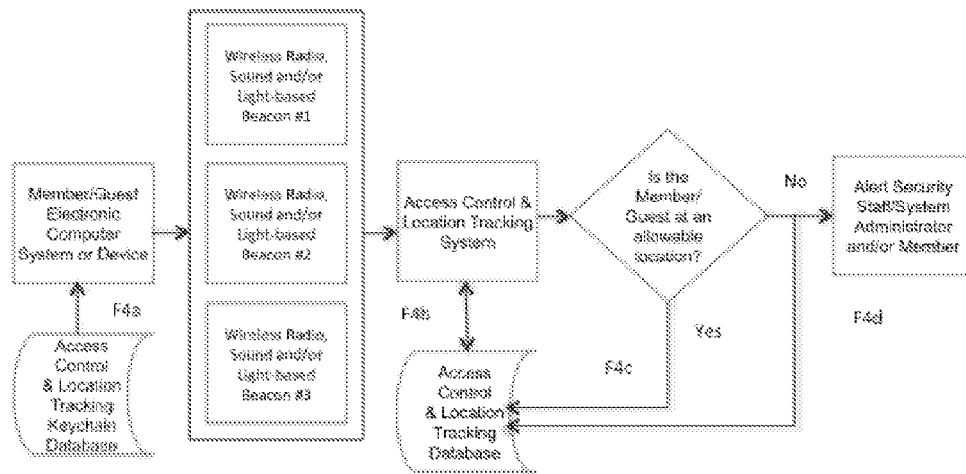 Member/Guest
Electronic
Computer
System or Device
F4a
Access
Control
& Location
Tracking
Keychain
Database
Wireless Radio,
Sound and/or
Light-based
Beacon #1
Wireless Radio,
Sound and/or
Light-based
Beacon #2
Wireless Radio,
Sound and/or
Light-based
Beacon #3
Access Control &
Location Tracking
System
F4b
Access
Control
& Location
Tracking
Database
Is the
Member/
Guest at an
allowable
location?
Yes
F4c
No
Alert Security
Staff/System
Administrator
and/or Member
F4d